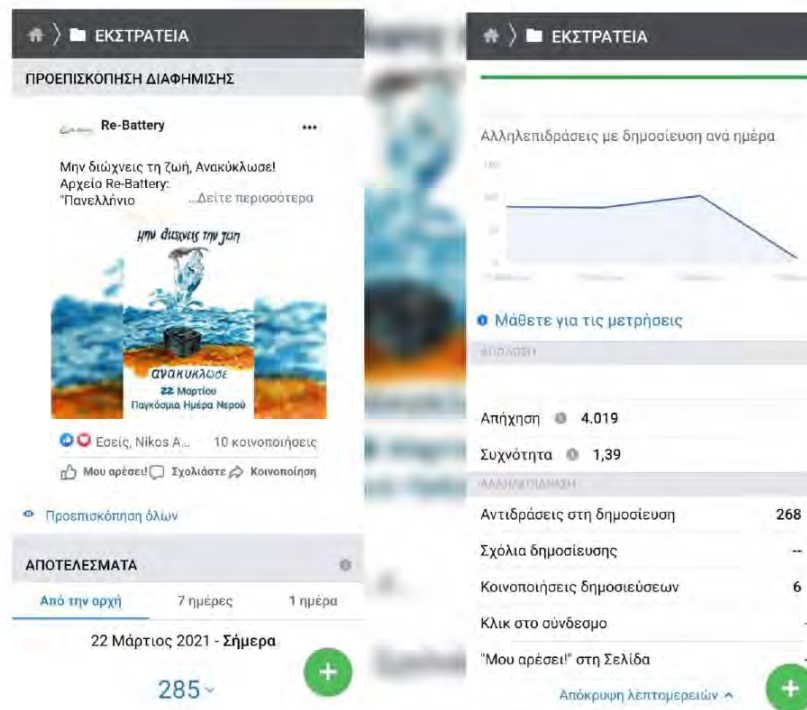 ΕΚΣΤΡΑΤΕΙΑ
ΠΡΟΕΠΙΣΚΟΠΗΣΗ ΔΙΑΦΗΜΙΣΗΣ
Re-Battery
Μην διώχνεις τη ζωή, Ανακύκλωσε!
Αρχείο Re-Battery:
"Πανελλήνιο ...Δείτε περισσότερα
μην διώχνεις την ζωή
ανακύκλωσε
22 Μαρτίου
Παγκόσμια Ημέρα Νερού
Εσείς, Nikos A... 10 κοινοποιήσεις
Μου αρέσει! Σχολιάστε Κοινοποίηση
Προεπισκόπηση όλων
ΑΠΟΤΕΛΕΣΜΑΤΑ
Από την αρχή 7 ημέρες 1 ημέρα
22 Μάρτιος 2021 - Σήμερα
285
ΕΚΣΤΡΑΤΕΙΑ
Αλληλεπιδράσεις με δημοσίευση ανά ημέρα
Μάθετε για τις μετρήσεις
ΑΠΟΔΟΣΗ
Απήχηση 4.019
Συχνότητα 1,39
ΑΛΛΗΛΕΠΙΔΡΑΣΗ
Αντιδράσεις στη δημοσίευση 268
Σχόλια δημοσίευσης --
Κοινοποιήσεις δημοσιεύσεων 6
Κλικ στο σύνδεσμο -
"Μου αρέσει!" στη Σελίδα -
Απόκρυψη λεπτομερειών